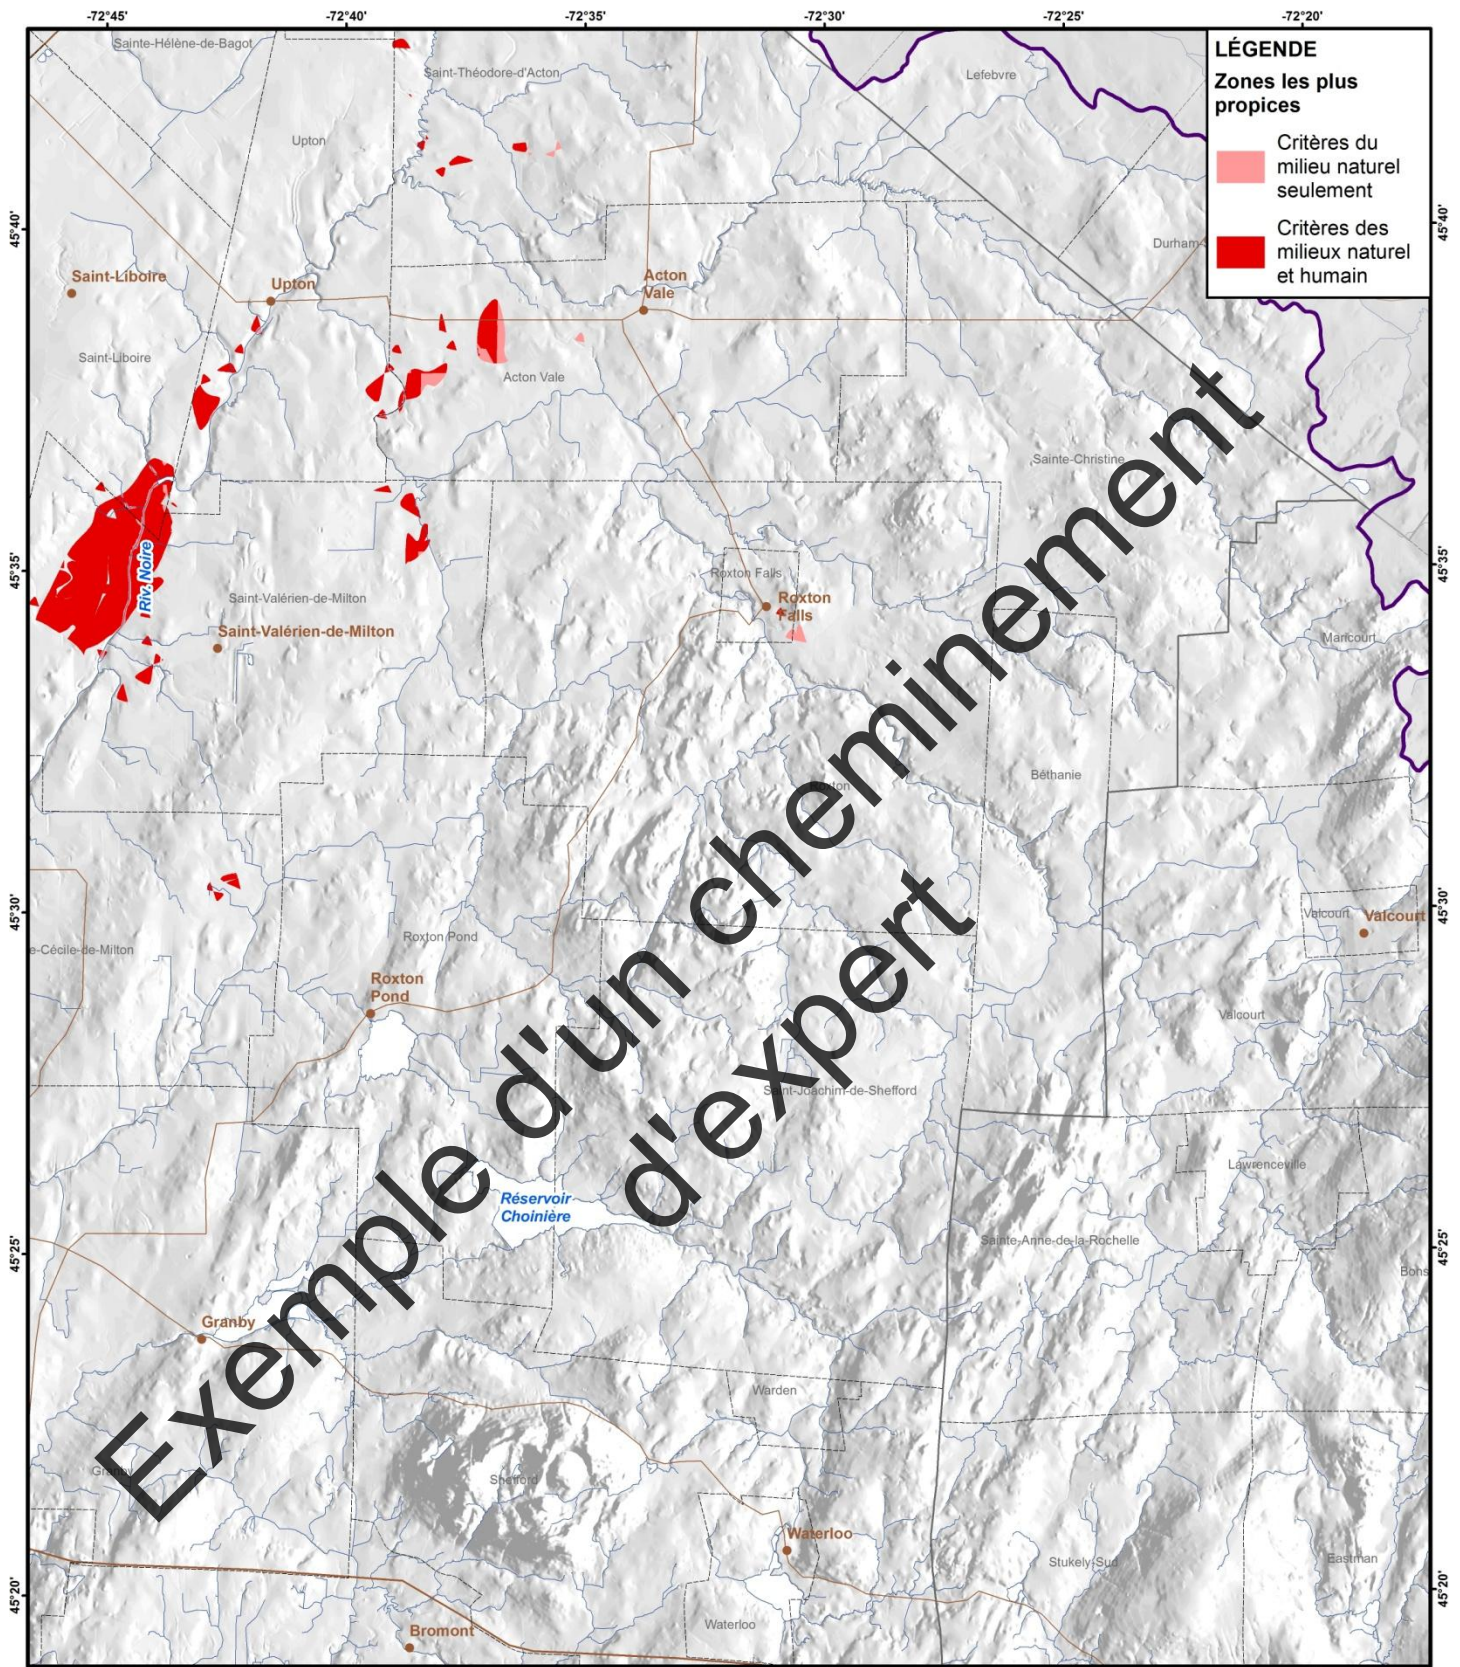 -72°45'
-72°40'
-72°35'
-72°30'
-72°25'
-72°20'
LÉGENDE
Zones les plus
propices
Critères du
milieu naturel
seulement
Critères des
milieux naturel
et humain
Sainte-Hélène-de-Bagot
Saint-Théodore-d'Acton
Lefebvre
Upton
45°40'
45°40'
Durham-
Saint-Liboire
Upton
Acton
Vale
Saint-Liboire
Acton Vale
Sainte-Christine
45°35'
45°35'
Riv. Noire
Roxton Falls
Saint-Valérien-de-Milton
Roxton
Falls
Saint-Valérien-de-Milton
Maricourt
Béthanie
Roxton
45°30'
45°30'
Valcourt
Valcourt
Roxton Pond
e-Cécile-de-Milton
Roxton
Pond
Valcourt
Saint-Joachim-de-Shefford
Lawrenceville
Réservoir
Choinière
Sainte-Anne-de-la-Rochelle
45°25'
45°25'
Bons
Granby
Warden
Granby
Shefford
Waterloo
Stukely-Sud
Eastman
45°20'
45°20'
Waterloo
Bromont
Exemple d'un cheminement
d'expert